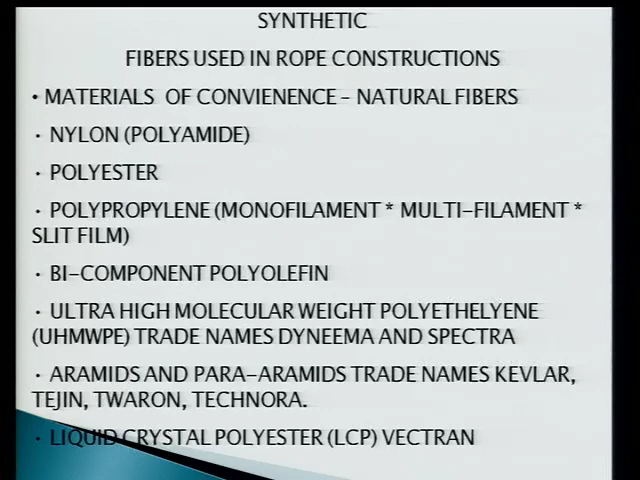 SYNTHETIC
FIBERS USED IN ROPE CONSTRUCTIONS
• MATERIALS OF CONVIENENCE – NATURAL FIBERS
• NYLON (POLYAMIDE)
• POLYESTER
• POLYPROPYLENE (MONOFILAMENT * MULTI-FILAMENT *
SLIT FILM)
• BI-COMPONENT POLYOLEFIN
• ULTRA HIGH MOLECULAR WEIGHT POLYETHELYENE
(UHMWPE) TRADE NAMES DYNEEMA AND SPECTRA
• ARAMIDS AND PARA-ARAMIDS TRADE NAMES KEVLAR,
TEJIN, TWARON, TECHNORA.
• LIQUID CRYSTAL POLYESTER (LCP) VECTRAN